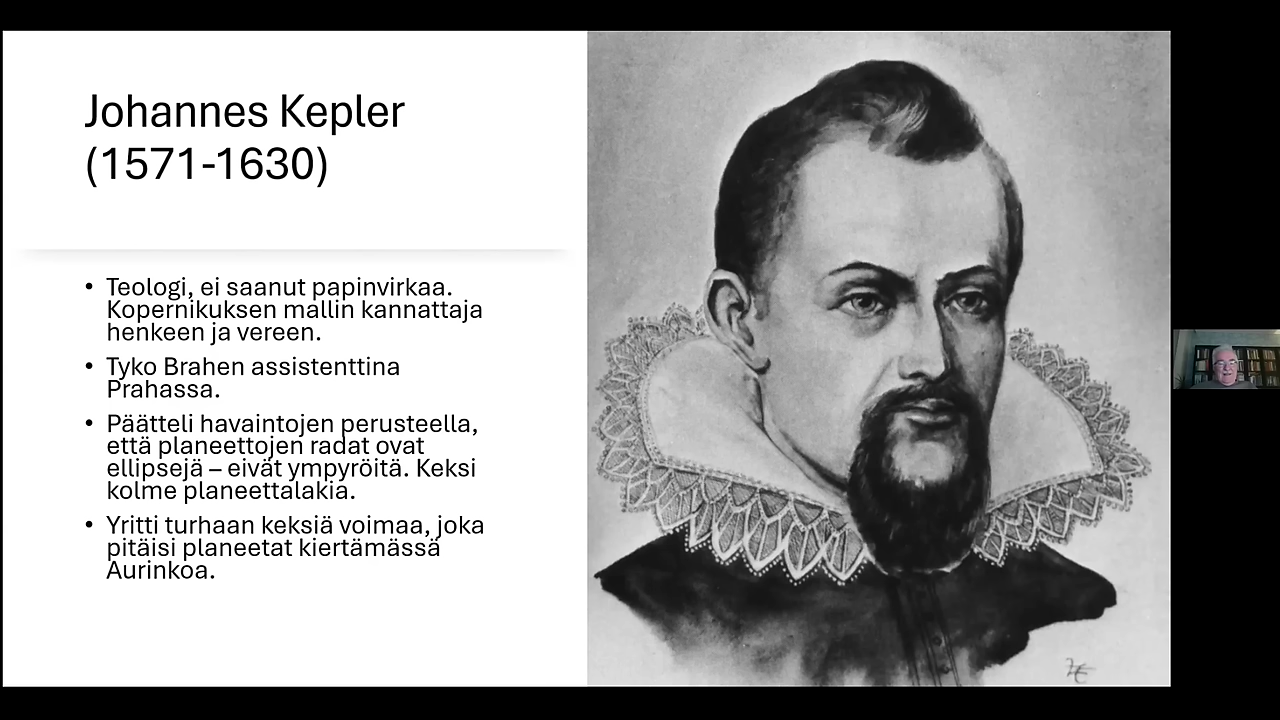 Johannes Kepler
(1571-1630)
• Teologi, ei saanut papinvirkaa.
Kopernikuksen mallin kannattaja
henkeen ja vereen.
• Tyko Brahen assistenttina
Prahassa.
• Päätteli havaintojen perusteella,
että planeettojen radat ovat
ellipsejä – eivät ympyröitä. Keksi
kolme planeettalakia.
• Yritti turhaan keksiä voimaa, joka
pitäisi planeetat kiertämässä
Aurinkoa.